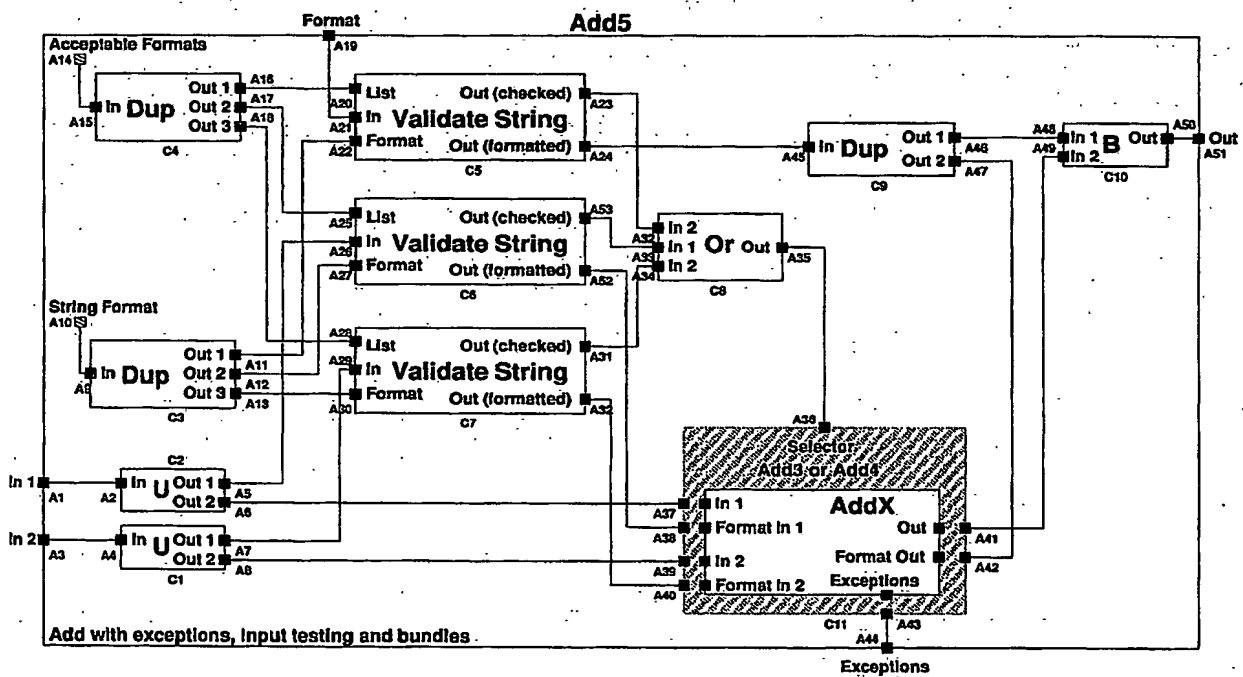 Add5
Format
A19
Acceptable Formats
A14
In Dup
Out 1
Out 2
Out 3
A15
A16
A17
A18
C4
List
In
Format
Validate String
Out (checked)
Out (formatted)
A20
A21
A22
A23
A24
C5
List
In
Format
Validate String
Out (checked)
Out (formatted)
A25
A26
A27
A53
A52
C6
List
In
Format
Validate String
Out (checked)
Out (formatted)
A28
A29
A30
A31
A32
C7
String Format
A10
In Dup
Out 1
Out 2
Out 3
A9
A11
A12
A13
C3
In 2
In 1
In 2
Or Out
A32
A33
A34
A35
C8
In Dup
Out 1
Out 2
A45
A46
A47
C9
In 1
In 2
B
Out
A48
A49
A50
C10
Out
A51
In 1
A1
A2
C2
In U Out 1
Out 2
A5
A6
In 2
A3
A4
In U Out 1
Out 2
A7
A8
C1
A36
Selector
Add3 or Add4
AddX
In 1
Format In 1
In 2
Format In 2
Out
Format Out
Exceptions
A37
A38
A39
A40
A41
A42
C11
A43
A44
Exceptions
Add with exceptions, input testing and bundles